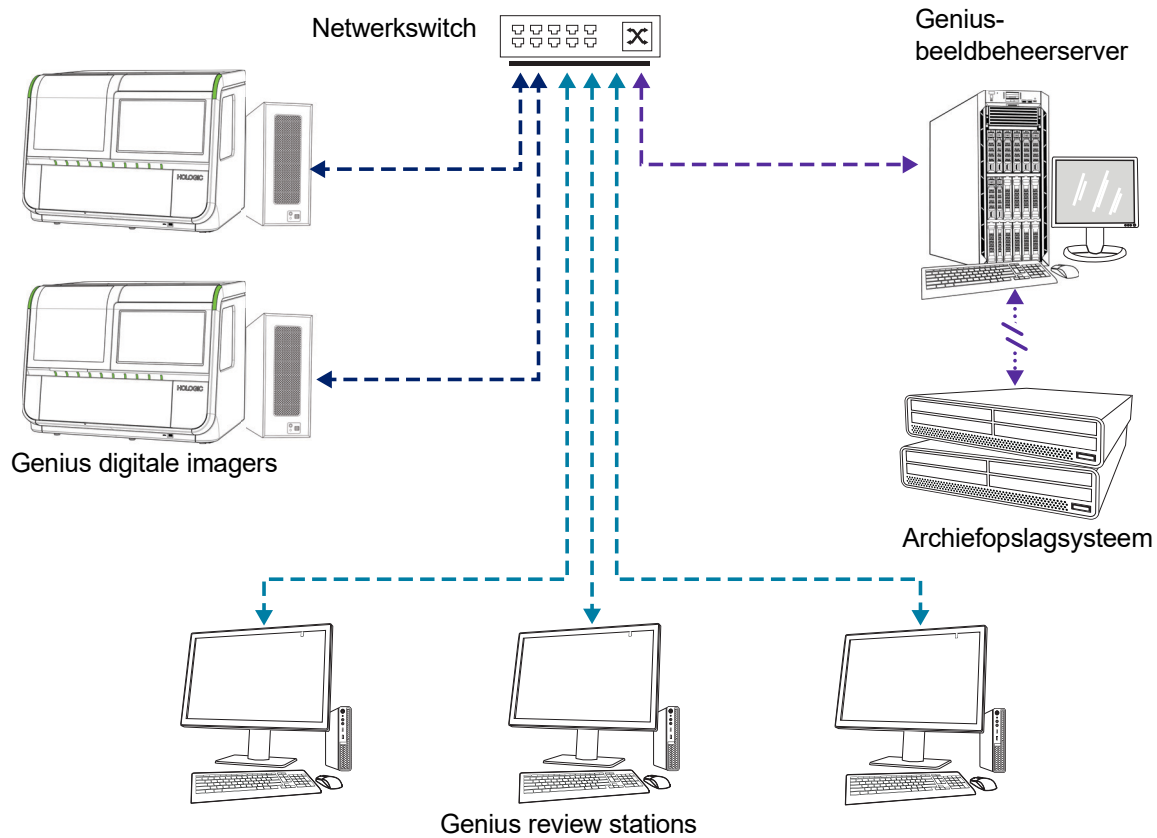 Netwerkswitch
Genius-
beeldbeheerserver
HOLOGIC
HOLOGIC
Genius digitale imagers
Archiefopslagsysteem
Genius review stations